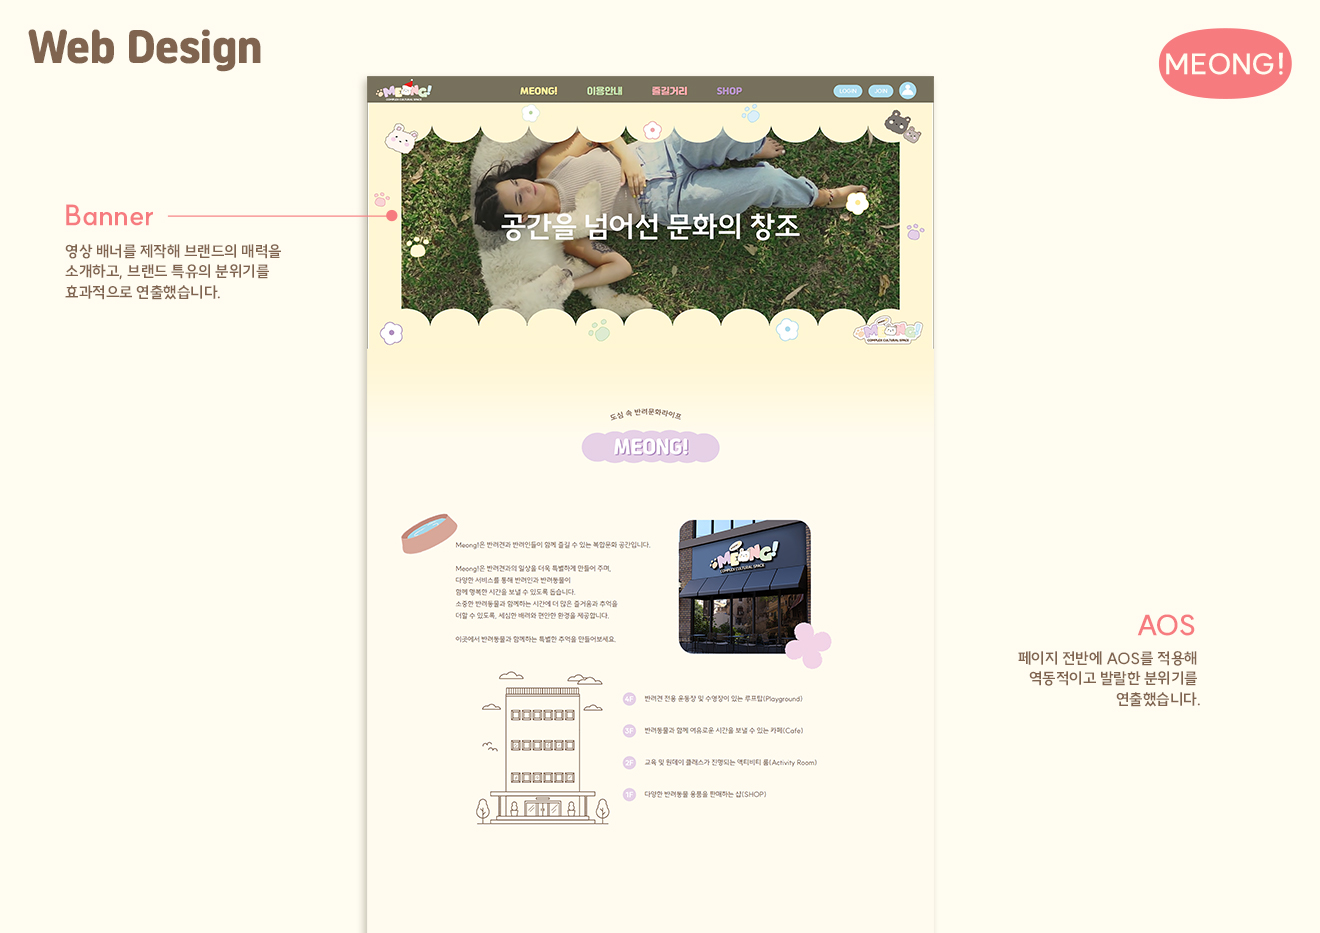 Web Design
MEONG!
MEONG!
COMPLEX CULTURAL SPACE
MEONG!
이용안내
즐길거리
SHOP
LOGIN
JOIN
공간을 넘어선 문화의 창조
MEONG!
COMPLEX CULTURAL SPACE
Banner
영상 배너를 제작해 브랜드의 매력을
소개하고, 브랜드 특유의 분위기를
효과적으로 연출했습니다.
도심 속 반려문화라이프
MEONG!
Meong!은 반려견과 반려인들이 함께 즐길 수 있는 복합문화 공간입니다.
Meong!은 반려견과의 일상을 더욱 특별하게 만들어 주며,
다양한 서비스를 통해 반려인과 반려동물이
함께 행복한 시간을 보낼 수 있도록 돕습니다.
소중한 반려동물과 함께하는 시간에 더 많은 즐거움과 추억을
더할 수 있도록, 세심한 배려와 편안한 환경을 제공합니다.
이곳에서 반려동물과 함께하는 특별한 추억을 만들어보세요.
MEONG!
COMPLEX CULTURAL SPACE
4F 반려견 전용 운동장 및 수영장이 있는 루프탑(Playground)
3F 반려동물과 함께 여유로운 시간을 보낼 수 있는 카페(Cafe)
2F 교육 및 원데이 클래스가 진행되는 액티비티 룸(Activity Room)
1F 다양한 반려동물 용품을 판매하는 샵(SHOP)
AOS
페이지 전반에 AOS를 적용해
역동적이고 발랄한 분위기를
연출했습니다.